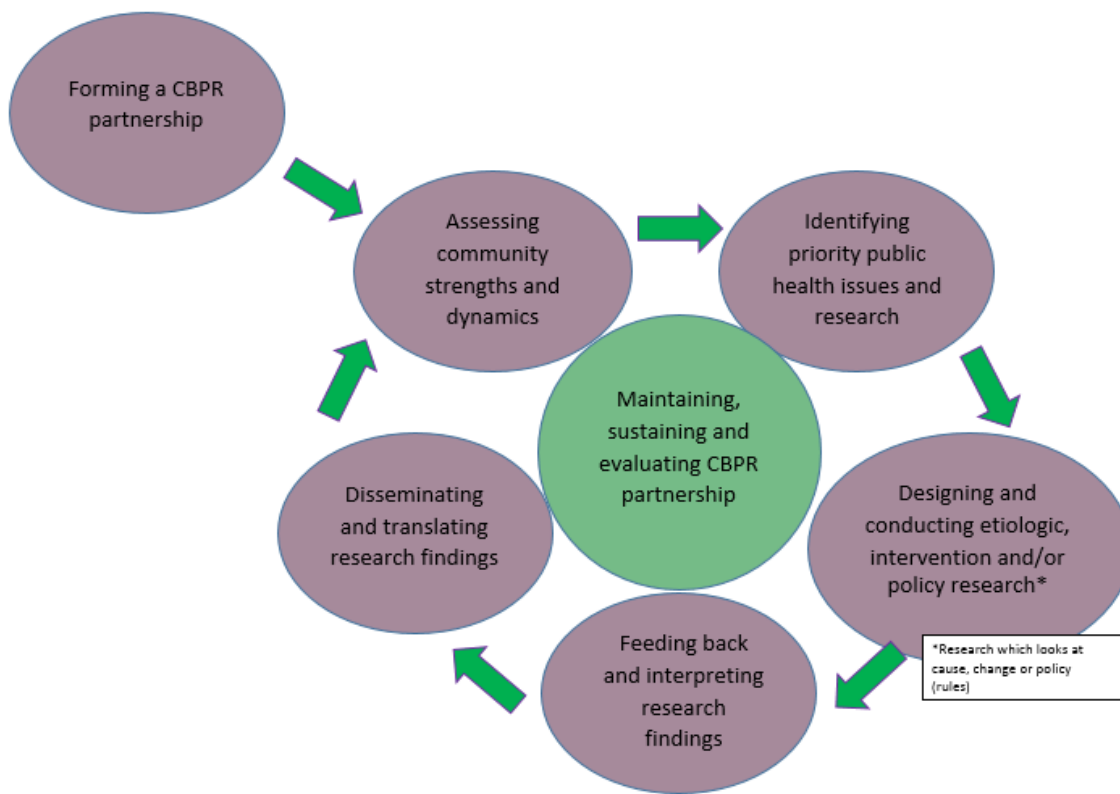 Forming a CBPR
partnership
Assessing
community
strengths and
dynamics
Identifying
priority public
health issues and
research
Maintaining,
sustaining and
evaluating CBPR
partnership
Disseminating
and translating
research findings
Designing and
conducting etiologic,
intervention and/or
policy research*
*Research which looks at
cause, change or policy
(rules)
Feeding back
and interpreting
research
findings